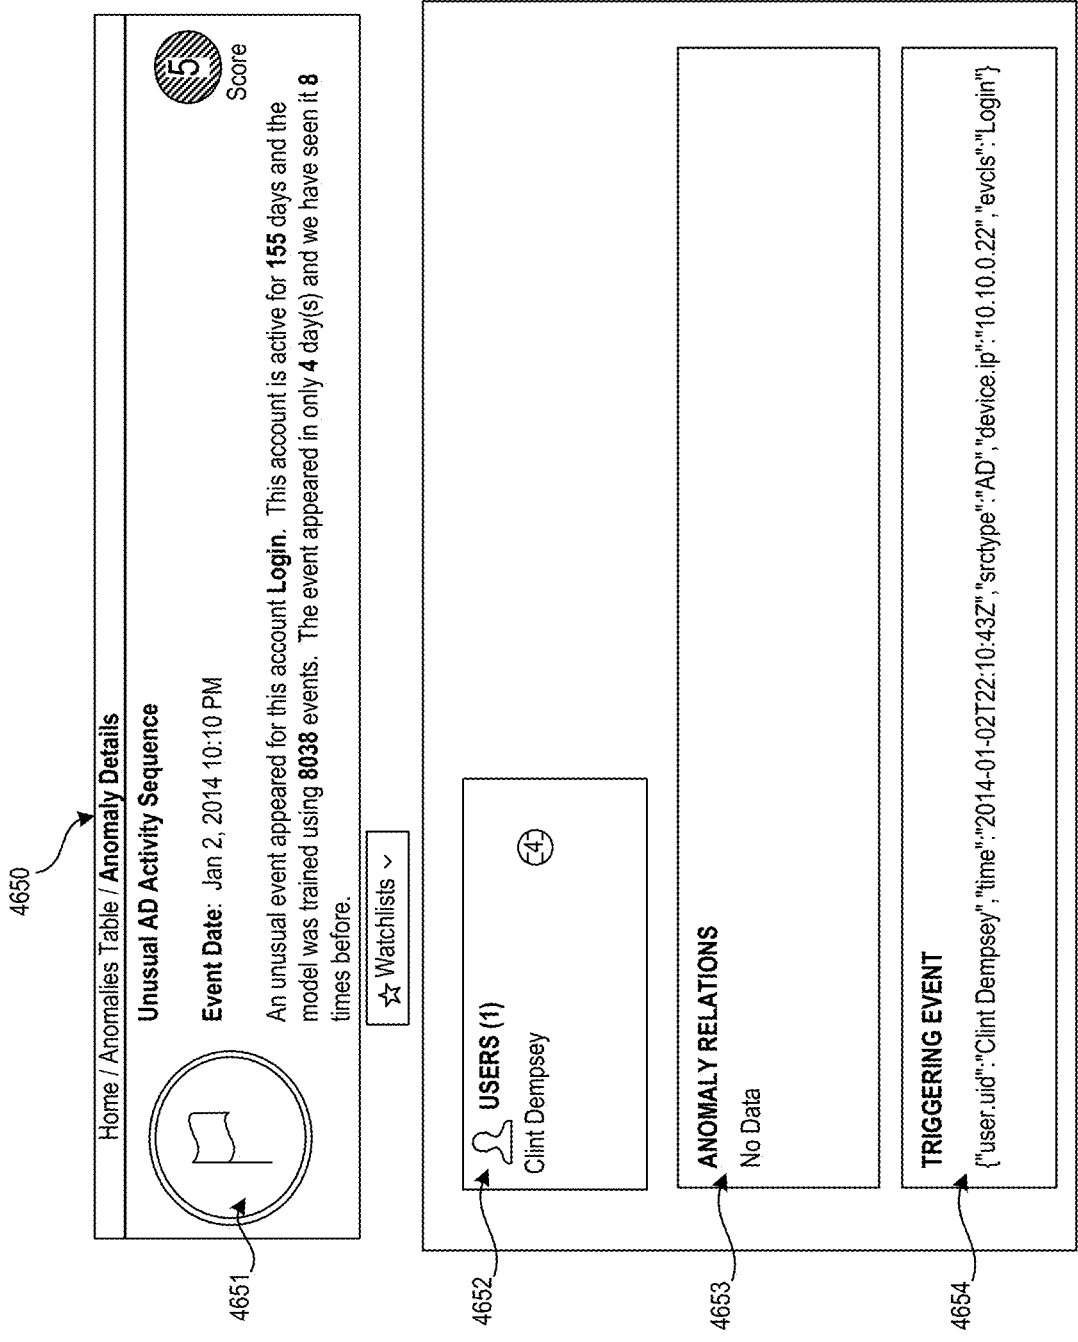 4650
Home / Anomalies Table / Anomaly Details
Unusual AD Activity Sequence
5
Score
Event Date: Jan 2, 2014 10:10 PM
An unusual event appeared for this account Login. This account is active for 155 days and the
model was trained using 8038 events. The event appeared in only 4 day(s) and we have seen it 8
times before.
4651
Watchlists
USERS (1)
Clint Dempsey
4
4652
ANOMALY RELATIONS
No Data
4653
TRIGGERING EVENT
{"user.uid":"Clint Dempsey","time":"2014-01-02T22:10:43Z","srctype":"AD","device.ip":"10.10.0.22","evcls":"Login"}
4654